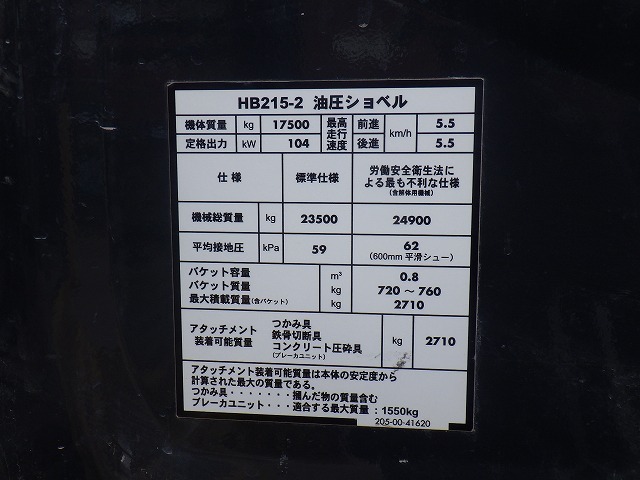 HB215-2 油圧ショベル
機体質量 kg 17500 最高走行速度 前進 km/h 5.5
定格出力 kW 104 後進 5.5
仕様 標準仕様 労働安全衛生法による最も不利な仕様 (含解体用機械)
機械総質量 kg 23500 24900
平均接地圧 kPa 59 62 (600mm 平滑シュー)
バケット容量 m³ 0.8
バケット質量 kg 720～760
最大積載質量(含バケット) kg 2710
アタッチメント装着可能質量 つかみ具 鉄骨切断具 コンクリート圧砕具 (ブレーカユニット) kg 2710
アタッチメント装着可能質量は本体の安定度から
計算された最大の質量である。
つかみ具・・・・・・・掴んだ物の質量含む
ブレーカユニット・・・適合する最大質量：1550kg
205-00-41620